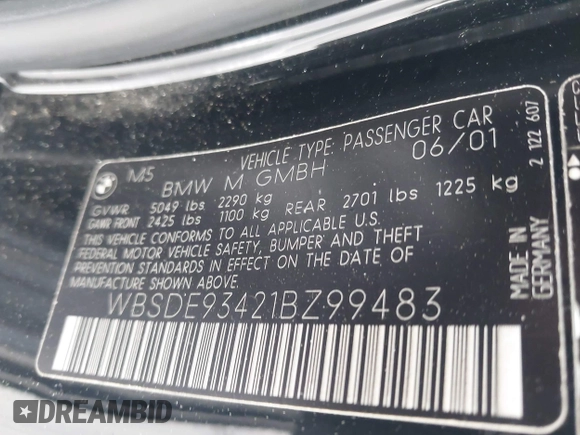 VEHICLE TYPE: PASSENGER CAR
M5
BMW M GMBH
06/01
GVWR 5049 lbs 2290 kg
GAWR FRONT 2425 lbs 1100 kg REAR 2701 lbs 1225 kg
THIS VEHICLE CONFORMS TO ALL APPLICABLE U.S.
FEDERAL MOTOR VEHICLE SAFETY, BUMPER AND THEFT
PREVENTION STANDARDS IN EFFECT ON THE DATE OF
MANUFACTURE SHOWN ABOVE.
WBSDE93421BZ99483
2 122 607
MADE IN
GERMANY
DREAMBID